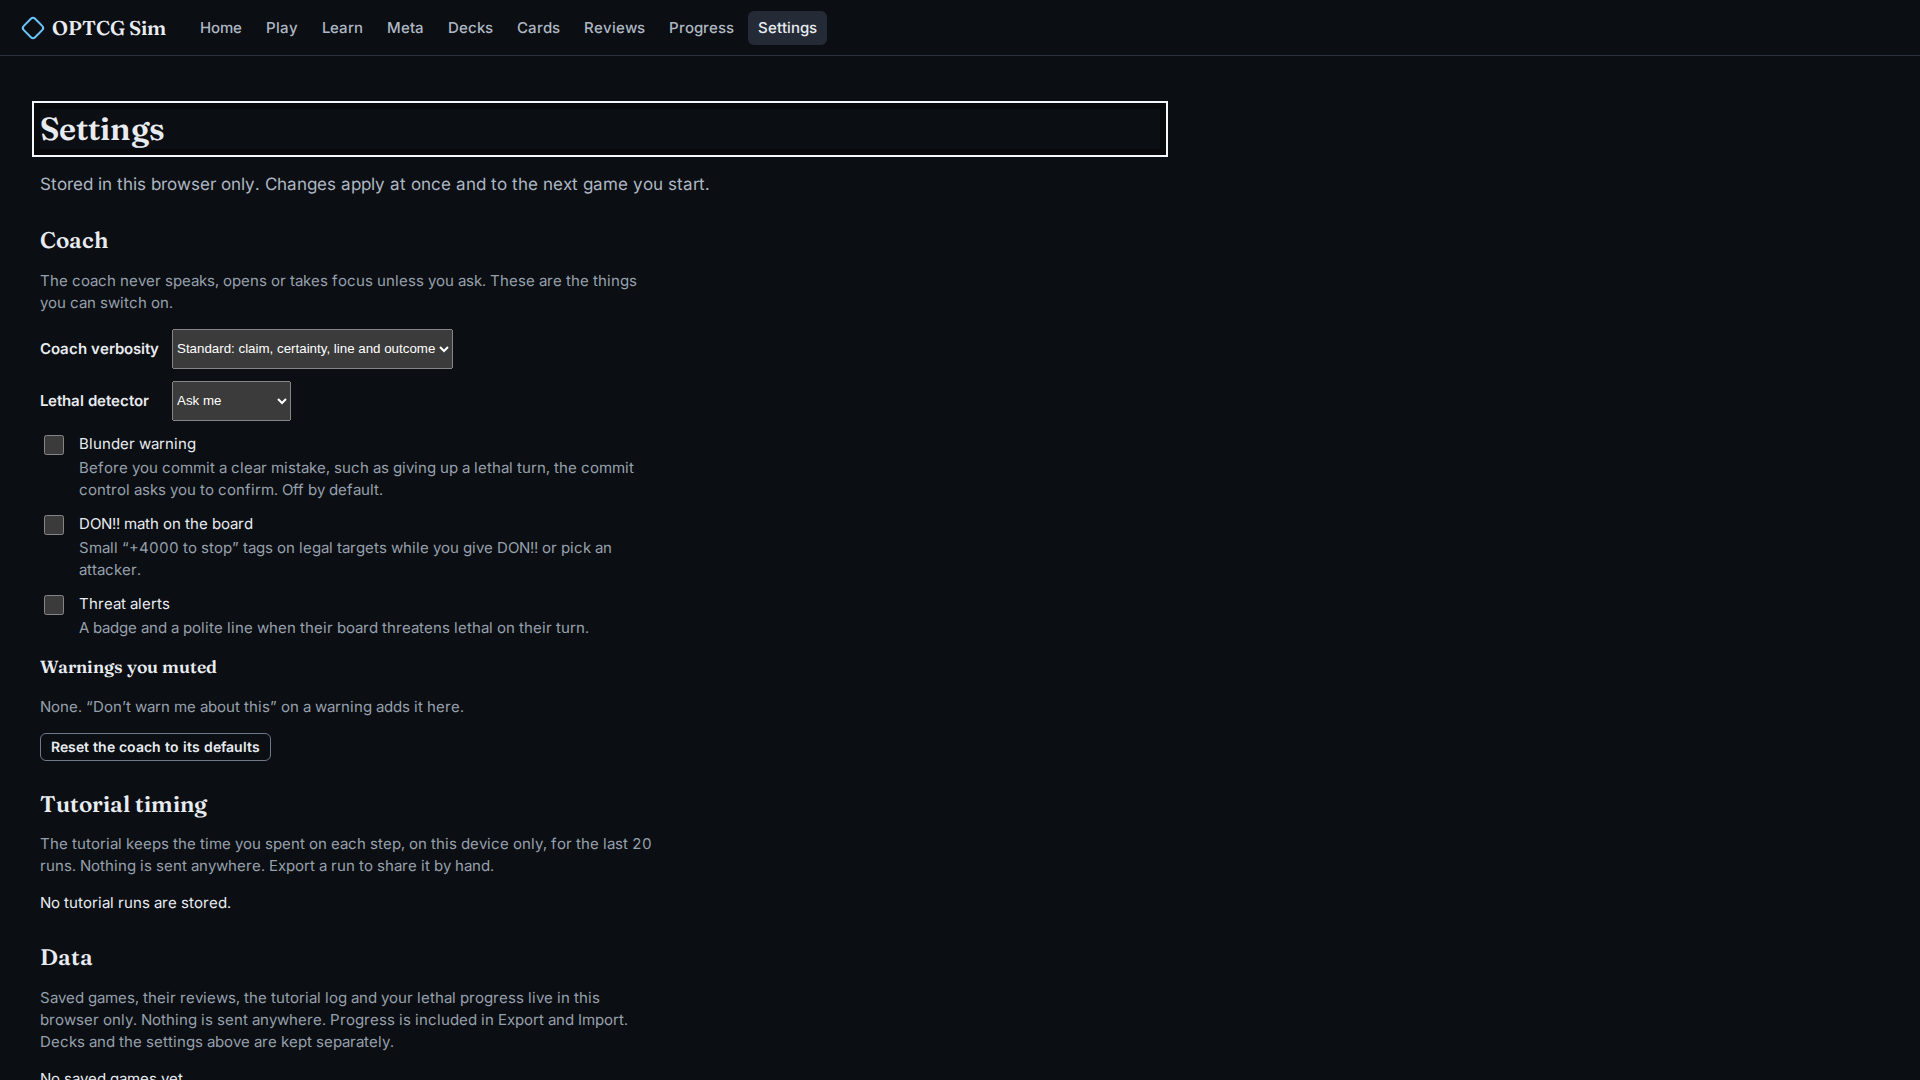 OPTCG Sim
Home Play Learn Meta Decks Cards Reviews Progress Settings
Settings
Stored in this browser only. Changes apply at once and to the next game you start.
Coach
The coach never speaks, opens or takes focus unless you ask. These are the things
you can switch on.
Coach verbosity Standard: claim, certainty, line and outcome
Lethal detector Ask me
Blunder warning
Before you commit a clear mistake, such as giving up a lethal turn, the commit
control asks you to confirm. Off by default.
DON!! math on the board
Small “+4000 to stop” tags on legal targets while you give DON!! or pick an
attacker.
Threat alerts
A badge and a polite line when their board threatens lethal on their turn.
Warnings you muted
None. “Don’t warn me about this” on a warning adds it here.
Reset the coach to its defaults
Tutorial timing
The tutorial keeps the time you spent on each step, on this device only, for the last 20
runs. Nothing is sent anywhere. Export a run to share it by hand.
No tutorial runs are stored.
Data
Saved games, their reviews, the tutorial log and your lethal progress live in this
browser only. Nothing is sent anywhere. Progress is included in Export and Import.
Decks and the settings above are kept separately.
No saved games yet